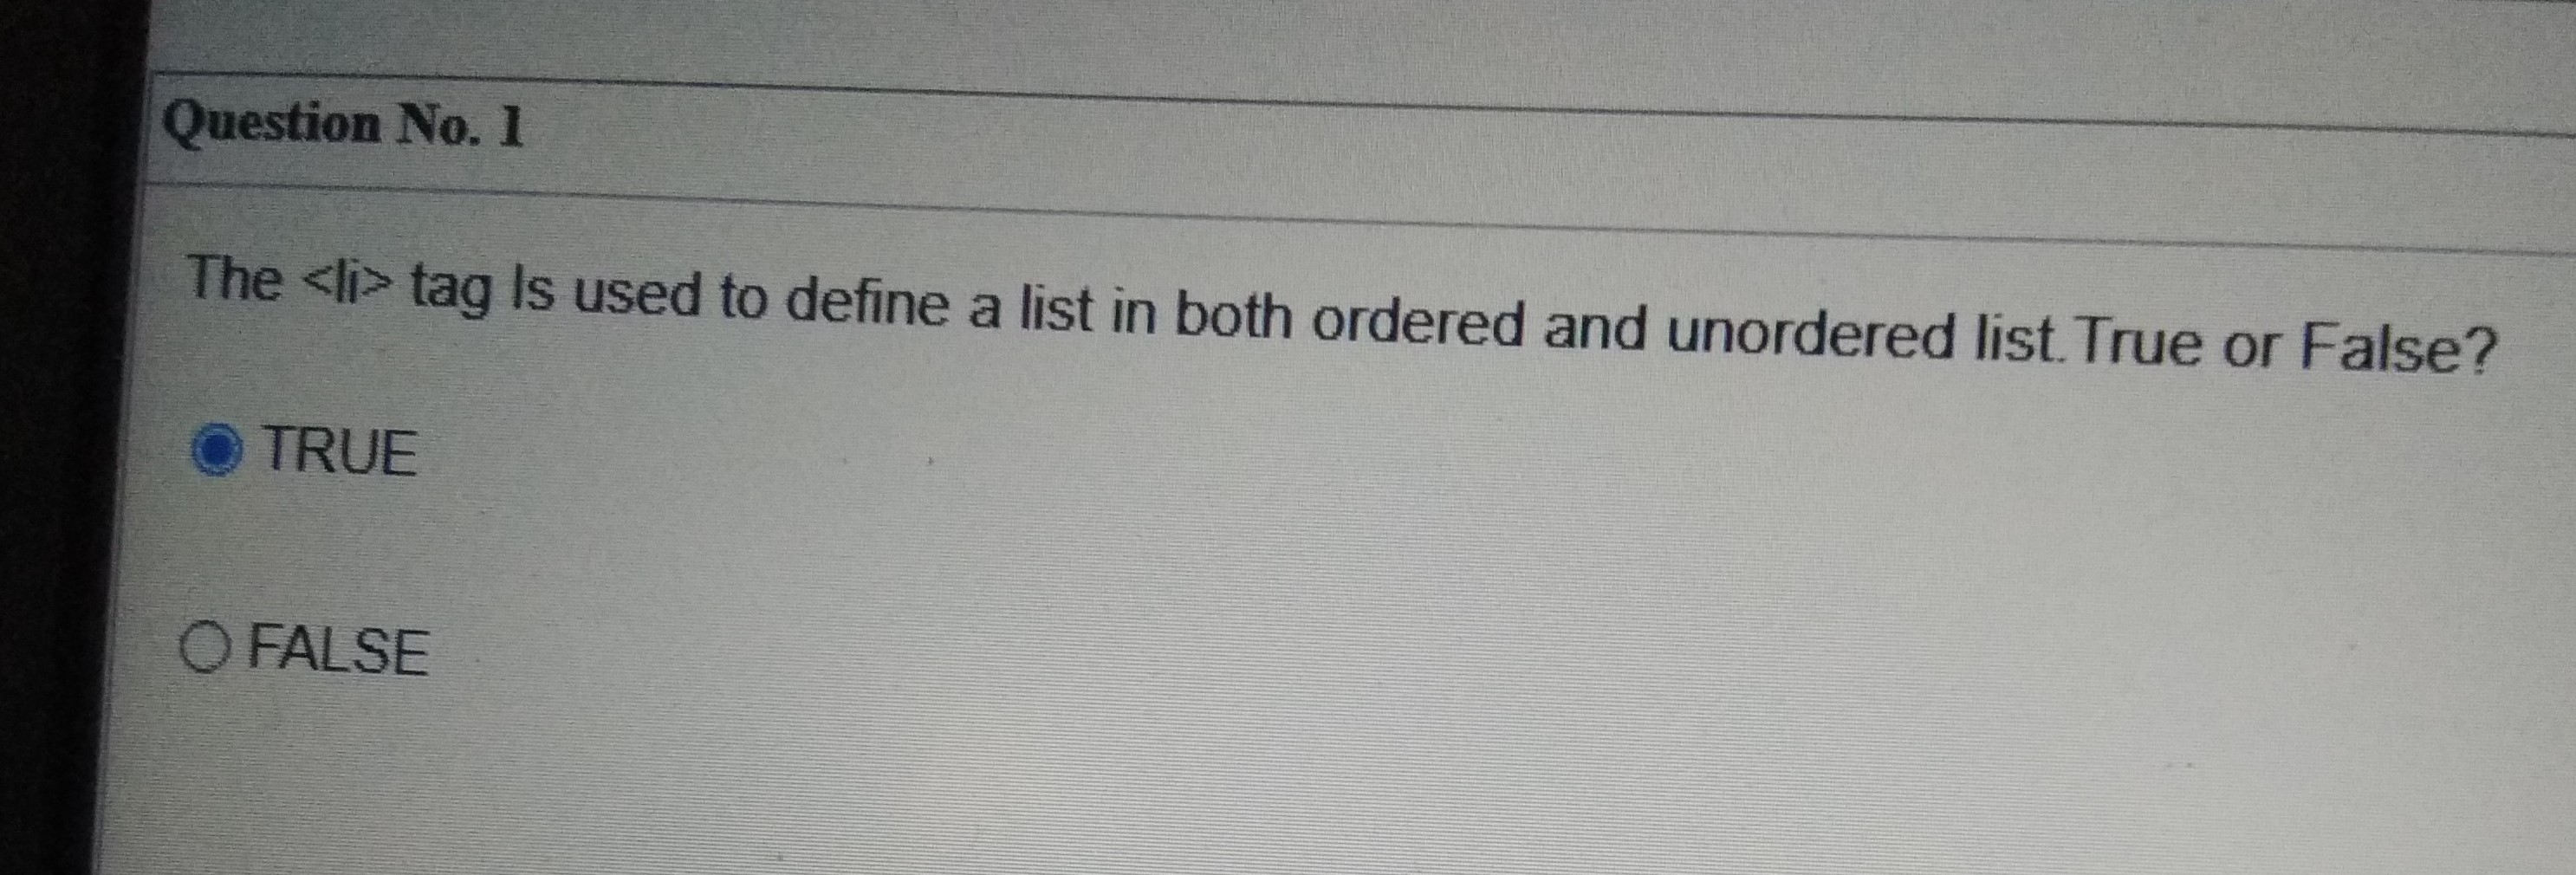 Question No. 1
The <li> tag Is used to define a list in both ordered and unordered list. True or False?
TRUE
FALSE